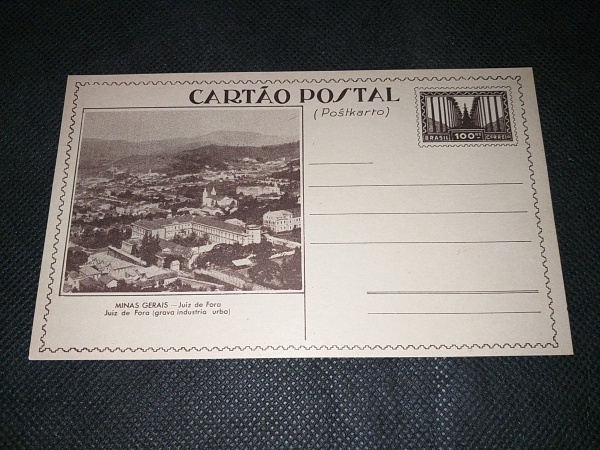 CARTÃO POSTAL
(Poŝtkarto)
BRASIL 100 RS CORREIO
MINAS GERAIS — Juiz de Fora
Juiz de Fora (grava industria urbo)